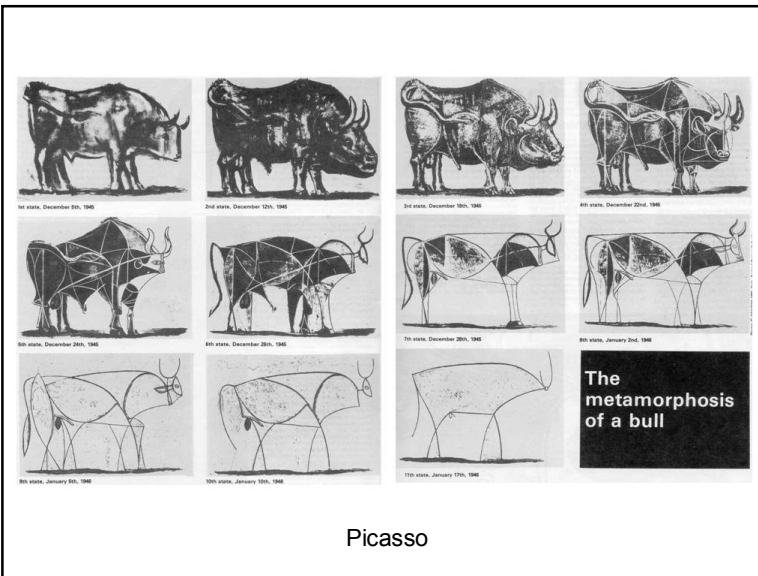 1st state, December 5th, 1945
2nd state, December 12th, 1945
3rd state, December 18th, 1945
4th state, December 22nd, 1945
5th state, December 24th, 1945
6th state, December 26th, 1945
7th state, December 28th, 1945
8th state, January 2nd, 1946
9th state, January 5th, 1946
10th state, January 10th, 1946
11th state, January 17th, 1946
The
metamorphosis
of a bull
Picasso